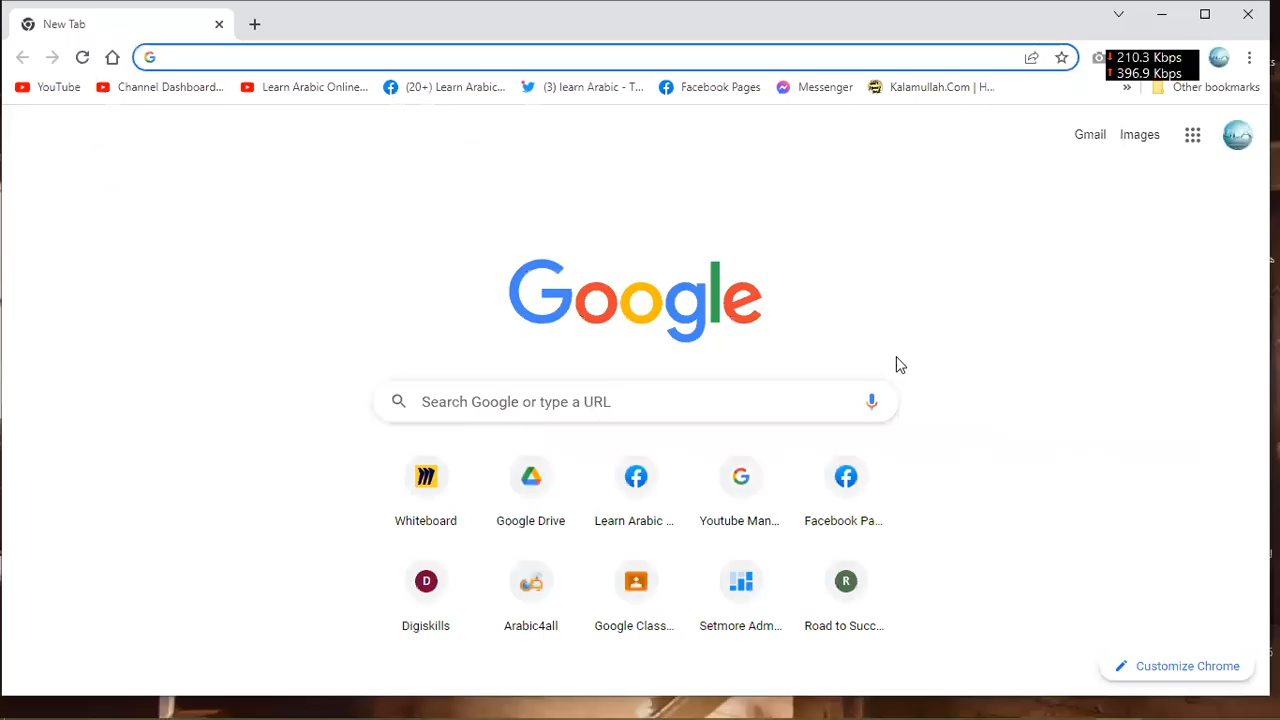 New Tab
210.3 Kbps
396.9 Kbps
YouTube
Channel Dashboard...
Learn Arabic Online...
(20+) Learn Arabic...
(3) learn Arabic - T...
Facebook Pages
Messenger
Kalamullah.Com | H...
»
Other bookmarks
Gmail
Images
Google
Search Google or type a URL
Whiteboard
Google Drive
Learn Arabic ...
Youtube Man...
Facebook Pa...
D
R
Digiskills
Arabic4all
Google Class...
Setmore Adm...
Road to Succ...
Customize Chrome